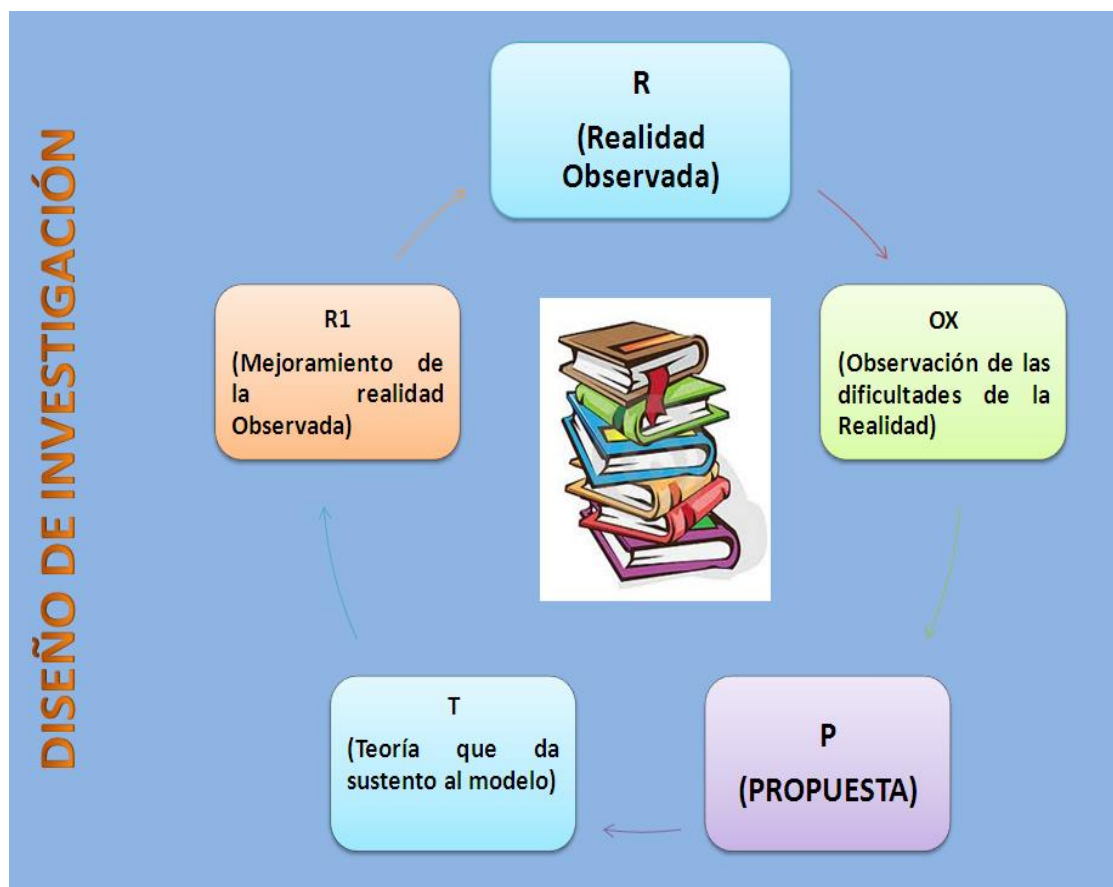 DISEÑO DE INVESTIGACIÓN
R
(Realidad
Observada)
OX
(Observación de las
dificultades de la
Realidad)
P
(PROPUESTA)
T
(Teoría que da
sustento al modelo)
R1
(Mejoramiento de
la realidad
Observada)